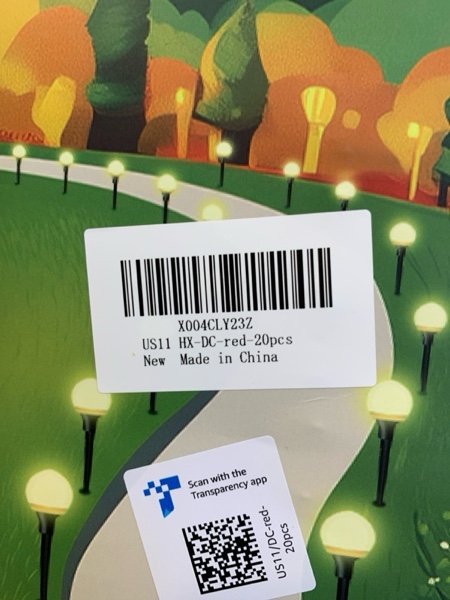 X004CLY23Z
US11 HX-DC-red-20pcs
New Made in China
Scan with the
Transparency app
US11/DC-red-
20pcs